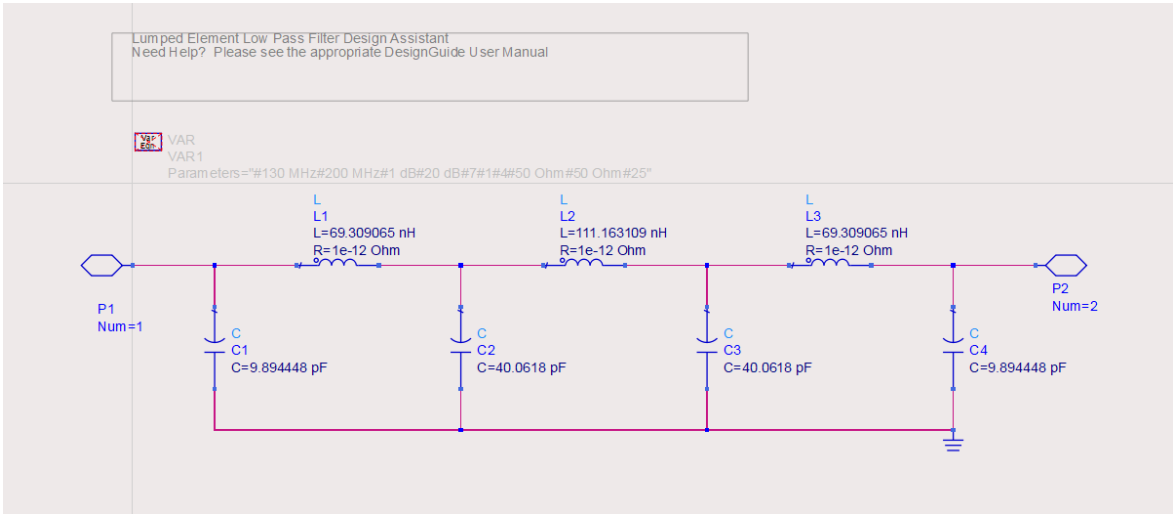 Lumped Element Low Pass Filter Design Assistant
Need Help? Please see the appropriate DesignGuide User Manual
Var
Eqn
VAR
VAR1
Parameters="#130 MHz#200 MHz#1 dB#20 dB#7#1#4#50 Ohm#50 Ohm#25"
L
L1
L=69.309065 nH
R=1e-12 Ohm
L
L2
L=111.163109 nH
R=1e-12 Ohm
L
L3
L=69.309065 nH
R=1e-12 Ohm
P1
Num=1
P2
Num=2
C
C1
C=9.894448 pF
C
C2
C=40.0618 pF
C
C3
C=40.0618 pF
C
C4
C=9.894448 pF